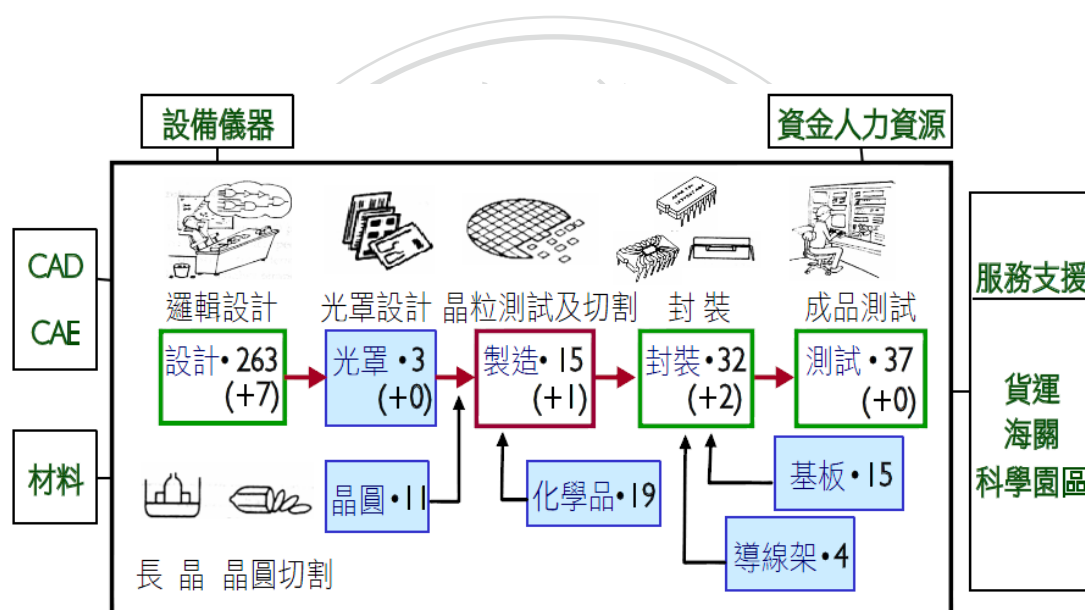 設備儀器
資金人力資源
CAD
CAE
材料
邏輯設計
光罩設計
晶粒測試及切割
封 裝
成品測試
設計•263
(+7)
光罩•3
(+0)
製造•15
(+1)
封裝•32
(+2)
測試•37
(+0)
晶圓•11
化學品•19
基板•15
導線架•4
長 晶 晶圓切割
服務支援
貨運
海關
科學園區